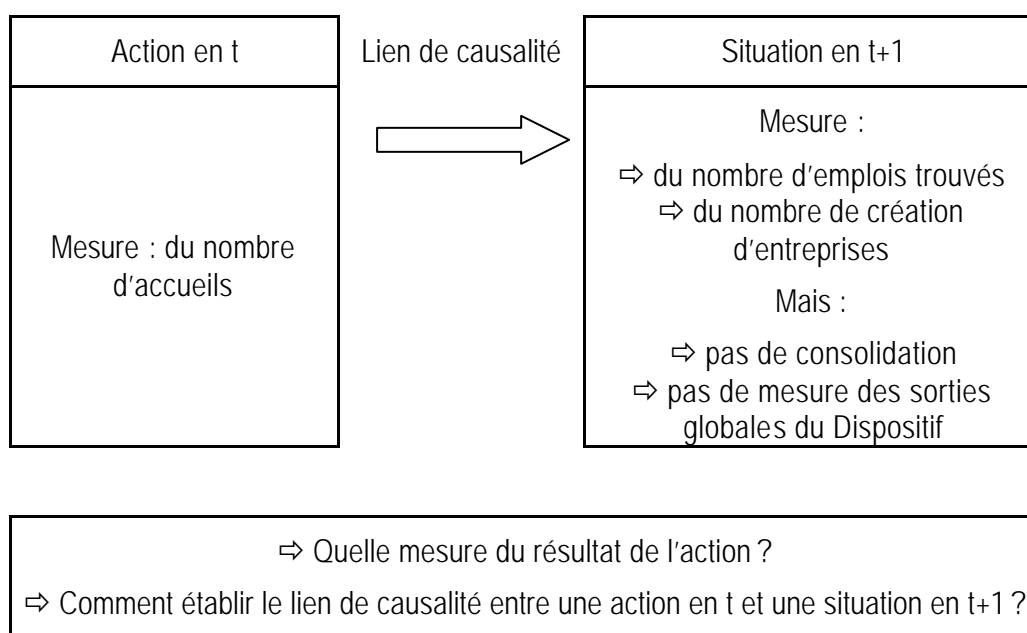 Action en t
Lien de causalité
Situation en t+1
Mesure : du nombre
d'accueils
Mesure :
⇨ du nombre d'emplois trouvés
⇨ du nombre de création
d'entreprises
Mais :
⇨ pas de consolidation
⇨ pas de mesure des sorties
globales du Dispositif
⇨ Quelle mesure du résultat de l'action ?
⇨ Comment établir le lien de causalité entre une action en t et une situation en t+1 ?